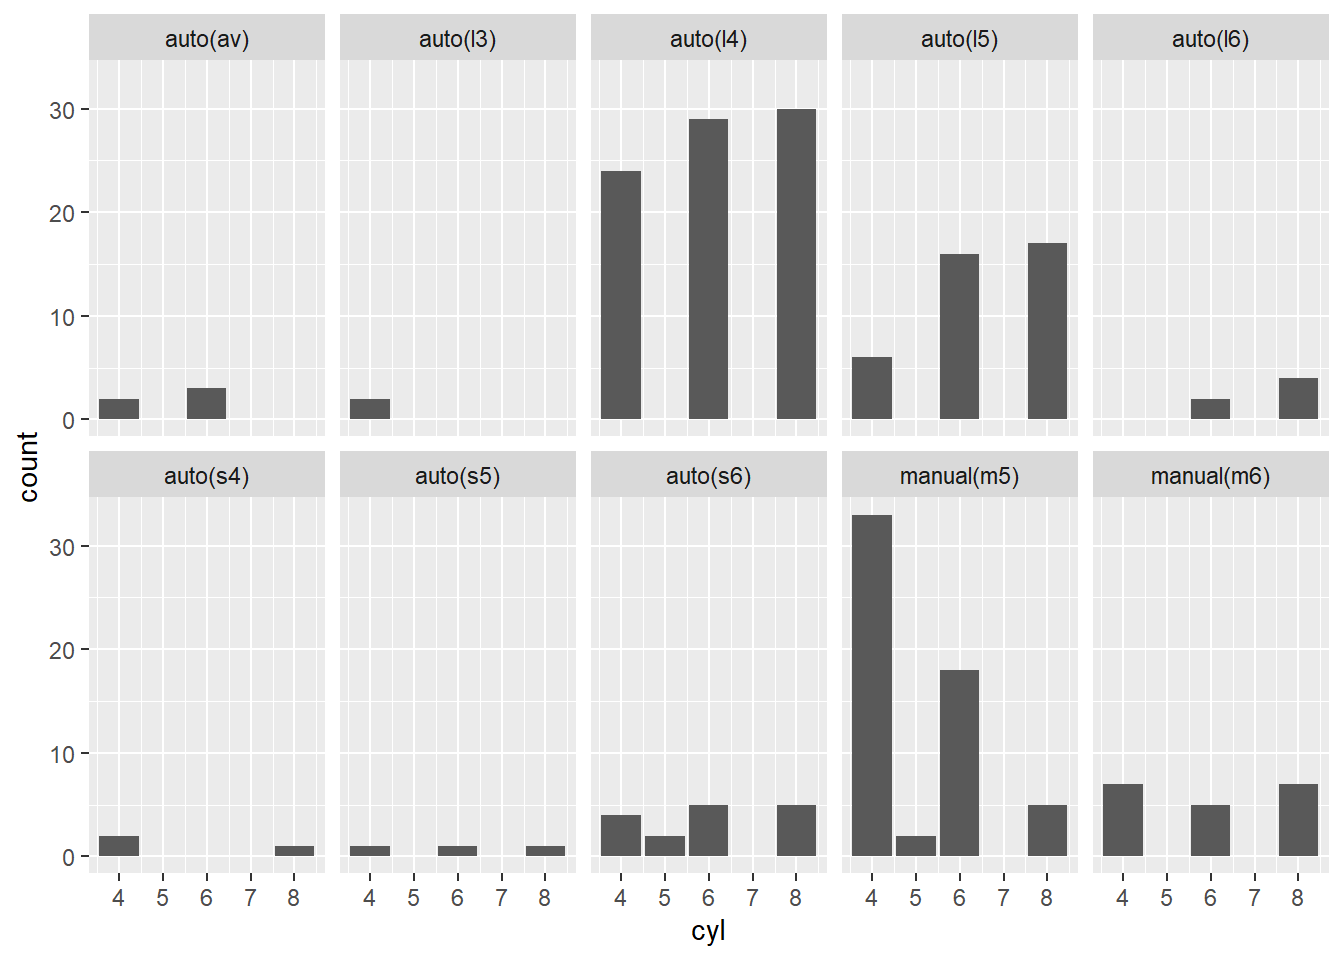 auto(av) auto(l3) auto(l4) auto(l5) auto(l6)
30
20
10
0
count
auto(s4) auto(s5) auto(s6) manual(m5) manual(m6)
30
20
10
0
4 5 6 7 8 4 5 6 7 8 4 5 6 7 8 4 5 6 7 8 4 5 6 7 8
cyl